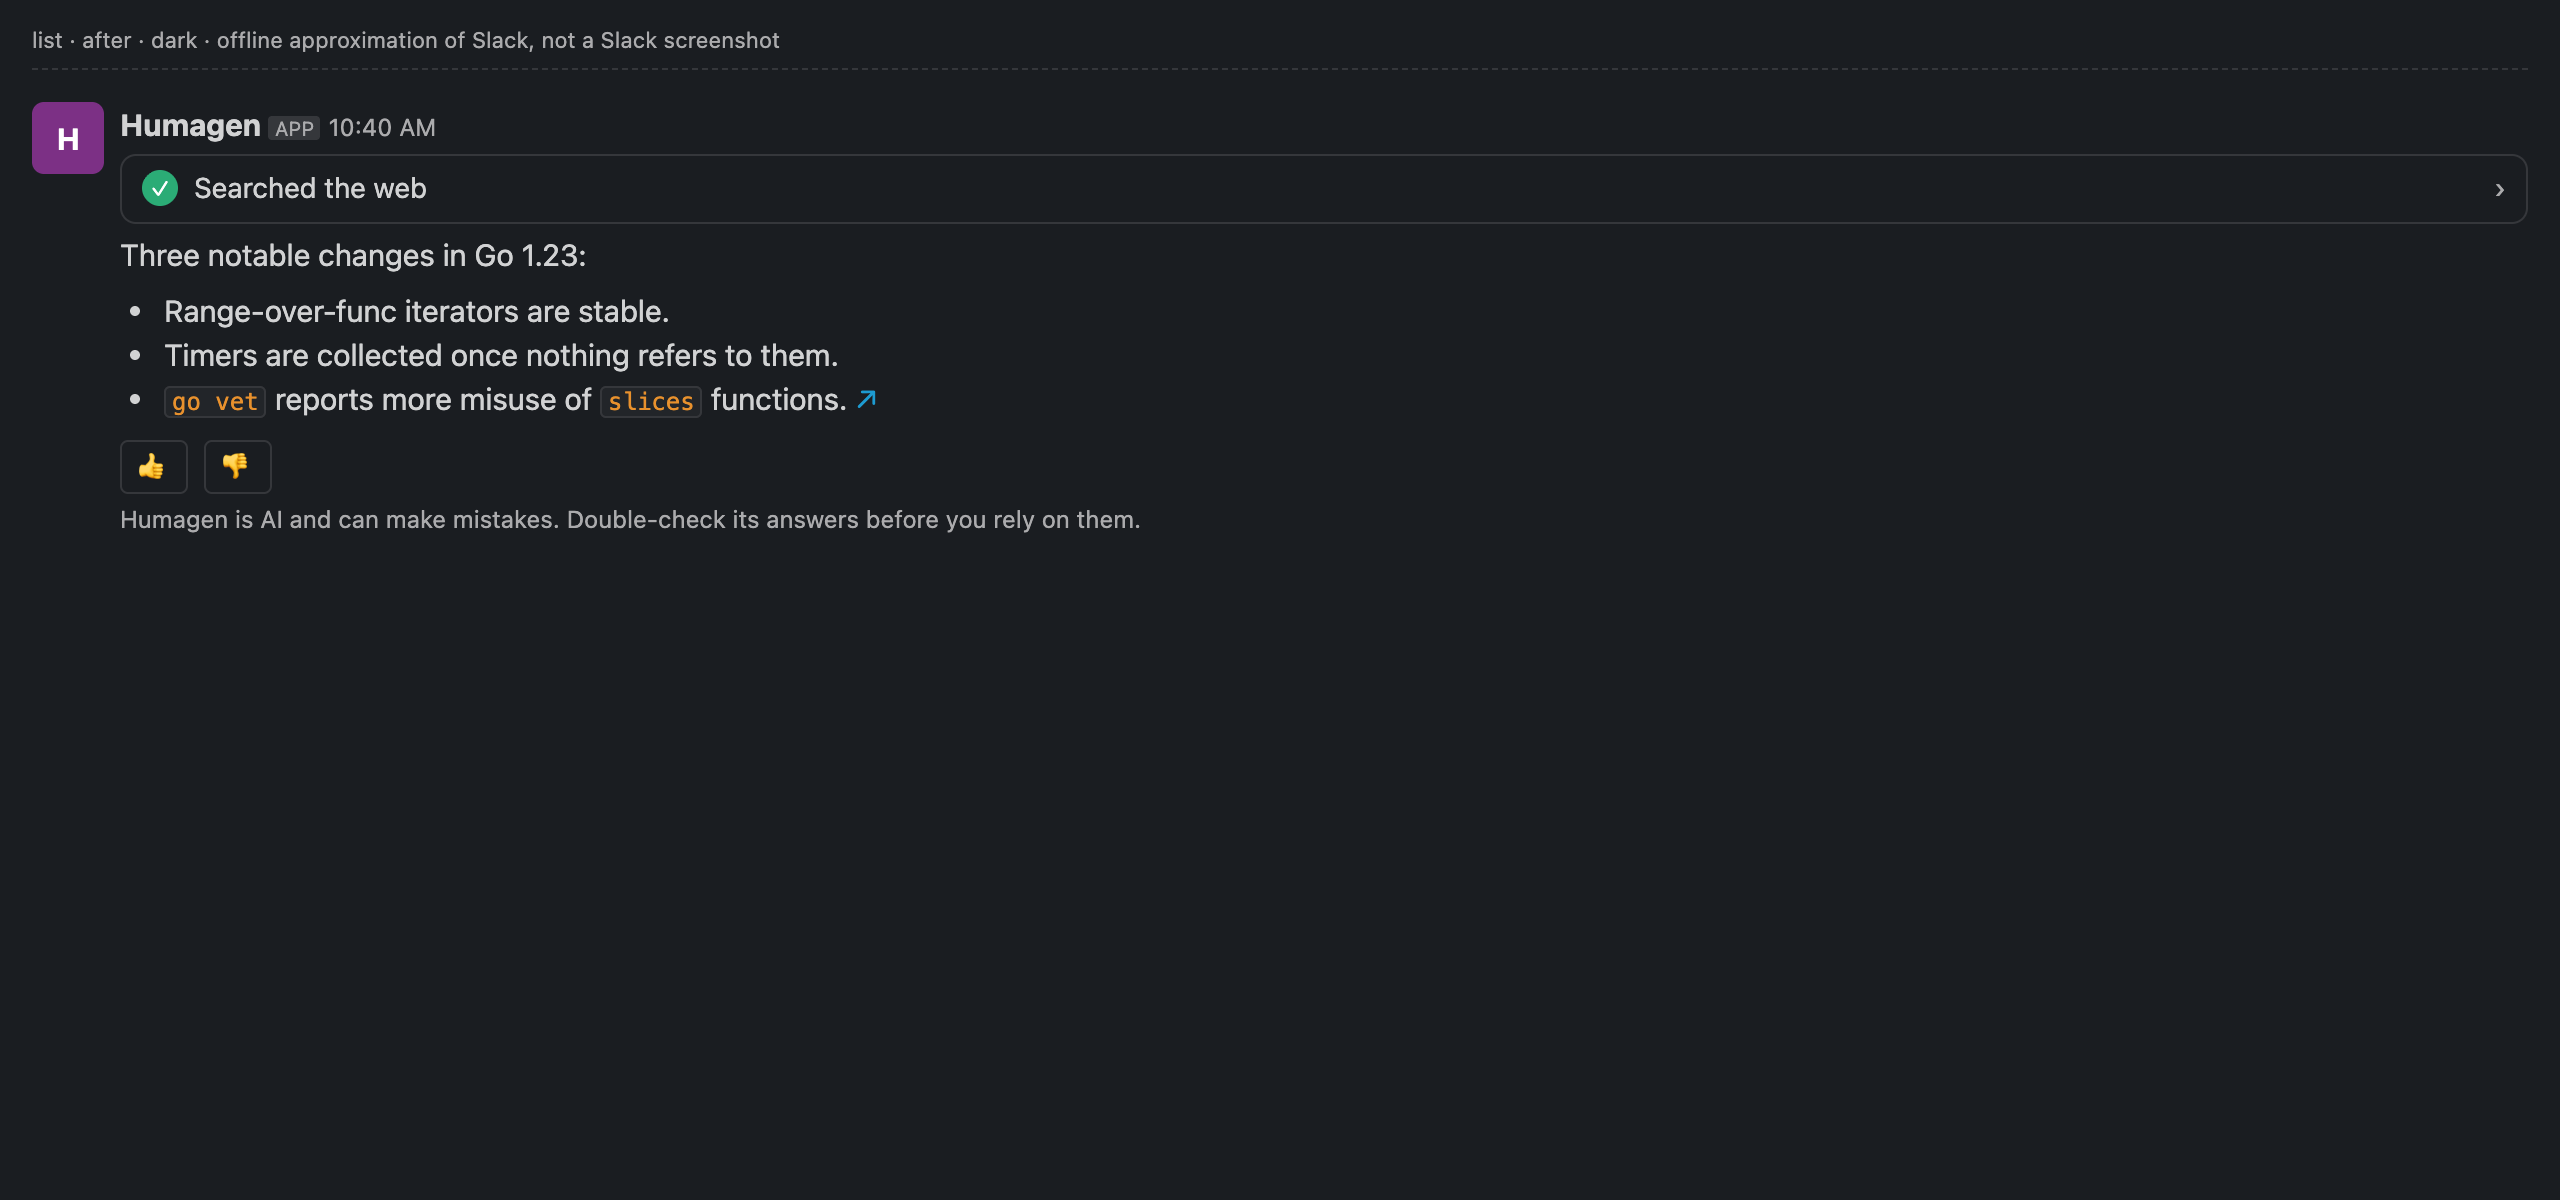 list · after · dark · offline approximation of Slack, not a Slack screenshot
H
Humagen APP 10:40 AM
Searched the web
Three notable changes in Go 1.23:
• Range-over-func iterators are stable.
• Timers are collected once nothing refers to them.
• go vet reports more misuse of slices functions.
Humagen is AI and can make mistakes. Double-check its answers before you rely on them.